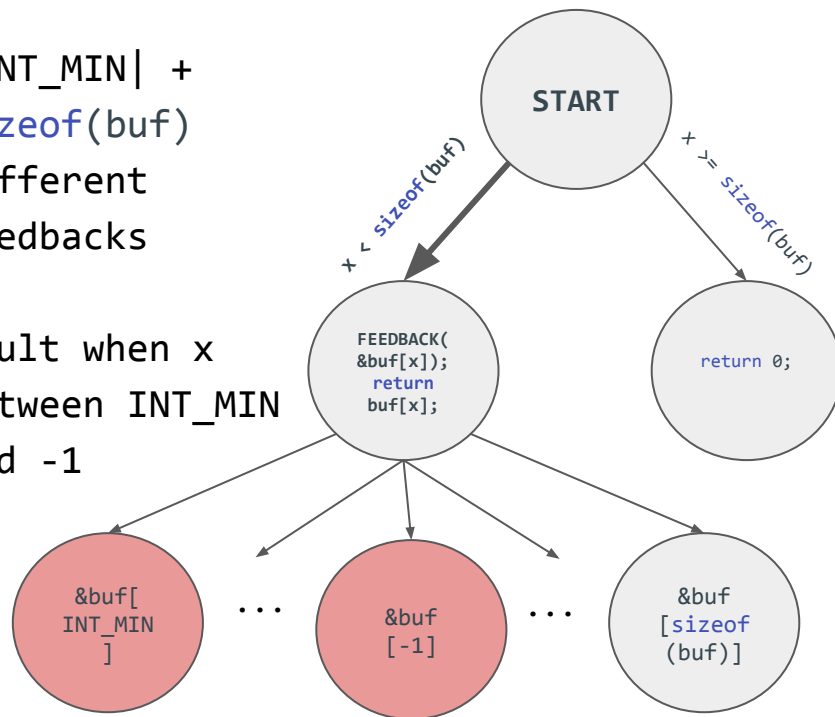 NT_MIN| +
zeof(buf)
fferent
edbacks
ult when x
tween INT_MIN
d -1
START
x < sizeof(buf)
x >= sizeof(buf)
FEEDBACK(
&buf[x]);
return
buf[x];
return 0;
&buf[
INT_MIN
]
...
&buf
[-1]
...
&buf
[sizeof
(buf)]